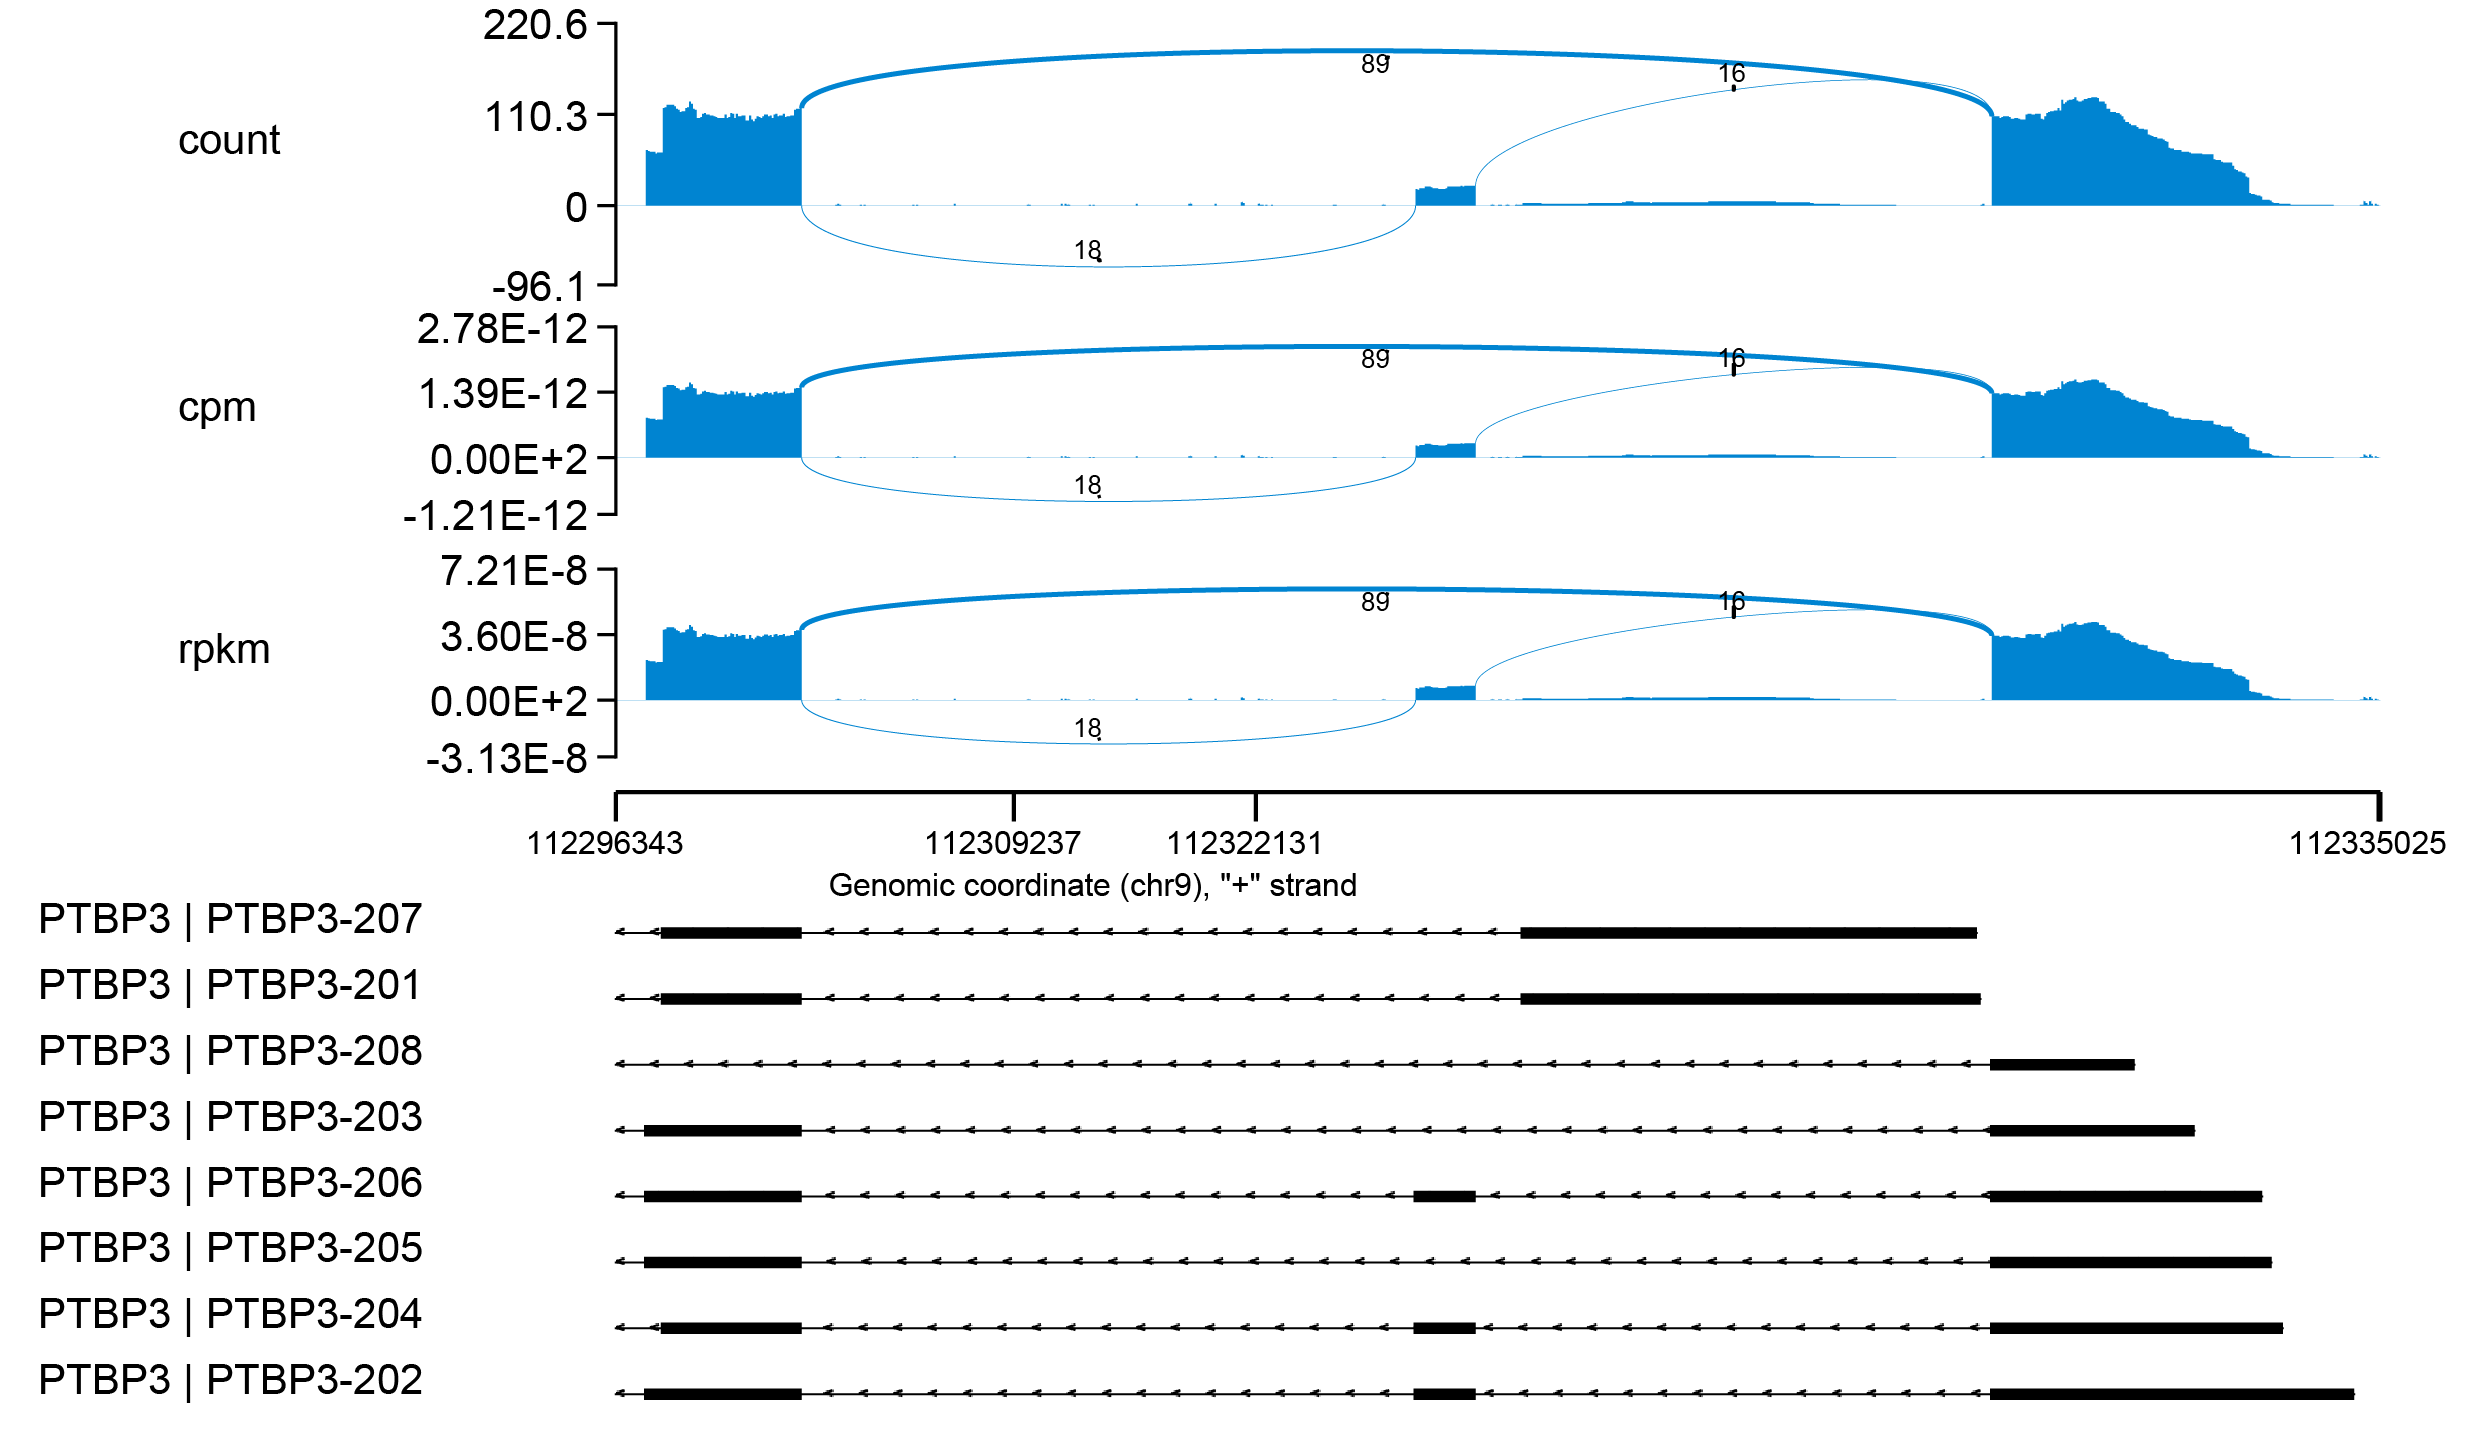 220.6
110.3
0
-96.1
count
89
16
18
2.78E-12
1.39E-12
0.00E+2
-1.21E-12
cpm
89
16
18
7.21E-8
3.60E-8
0.00E+2
-3.13E-8
rpkm
89
16
18
112296343 112309237 112322131 112335025
Genomic coordinate (chr9), "+" strand
PTBP3 | PTBP3-207
PTBP3 | PTBP3-201
PTBP3 | PTBP3-208
PTBP3 | PTBP3-203
PTBP3 | PTBP3-206
PTBP3 | PTBP3-205
PTBP3 | PTBP3-204
PTBP3 | PTBP3-202